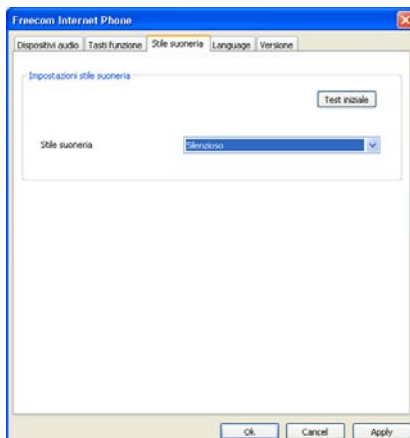 Freecom Internet Phone
Dispositivi audio Tasti funzione Stile suoneria Language Versione
Impostazioni stile suoneria
Test iniziale
Stile suoneria Silenzioso
Ok Cancel Apply